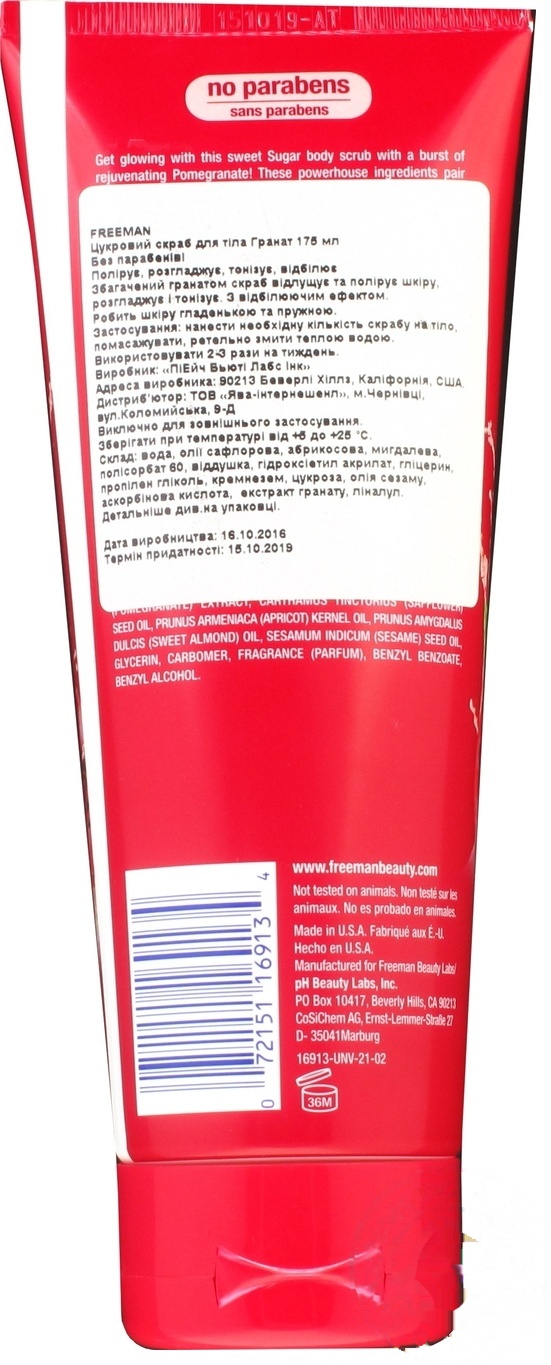 151019-AT
no parabens
sans parabens
Get glowing with this sweet Sugar body scrub with a burst of
rejuvenating Pomegranate! These powerhouse ingredients pair
FREEMAN
Цукровий скраб для тіла Гранат 175 мл
Без парабенів!
Полірує, розгладжує, тонізує, відбілює
Збагачений гранатом скраб відлущує та полірує шкіру,
розгладжує і тонізує. З відбілюючим ефектом.
Робить шкіру гладенькою та пружною.
Застосування: нанести необхідну кількість скрабу на тіло,
помасажувати, ретельно змити теплою водою.
Використовувати 2-3 рази на тиждень.
Виробник: «ПіЕйч Бьюті Лабс Інк»
Адреса виробника: 90213 Беверлі Хіллз, Каліфорнія, США
Дистриб'ютор: ТОВ «Ява-інтернешенл», м.Чернівці,
вул.Коломийська, 9-Д
Виключно для зовнішнього застосування.
Зберігати при температурі від +5 до +25 °С.
Склад: вода, олії сафлорова, абрикосова, мигдалева,
полісорбат 60, віддушка, гідроксіетил акрилат, гліцерин,
пропілен гліколь, кремнезем, цукроза, олія сезаму,
аскорбінова кислота, екстракт гранату, ліналул.
Детальніше див.на упаковці.
Дата виробництва: 16.10.2016
Термін придатності: 15.10.2019
(POMEGRANATE) EXTRACT, CARTHAMUS TINCTORIUS (SAFFLOWER)
SEED OIL, PRUNUS ARMENIACA (APRICOT) KERNEL OIL, PRUNUS AMYGDALUS
DULCIS (SWEET ALMOND) OIL, SESAMUM INDICUM (SESAME) SEED OIL,
GLYCERIN, CARBOMER, FRAGRANCE (PARFUM), BENZYL BENZOATE,
BENZYL ALCOHOL.
0 72151 16913 4
www.freemanbeauty.com
Not tested on animals. Non testé sur les
animaux. No es probado en animales.
Made in U.S.A. Fabriqué aux É.-U.
Hecho en U.S.A.
Manufactured for Freeman Beauty Labs/
pH Beauty Labs, Inc.
PO Box 10417, Beverly Hills, CA 90213
CoSiChem AG, Ernst-Lemmer-Straße 27
D- 35041Marburg
16913-UNV-21-02
36M